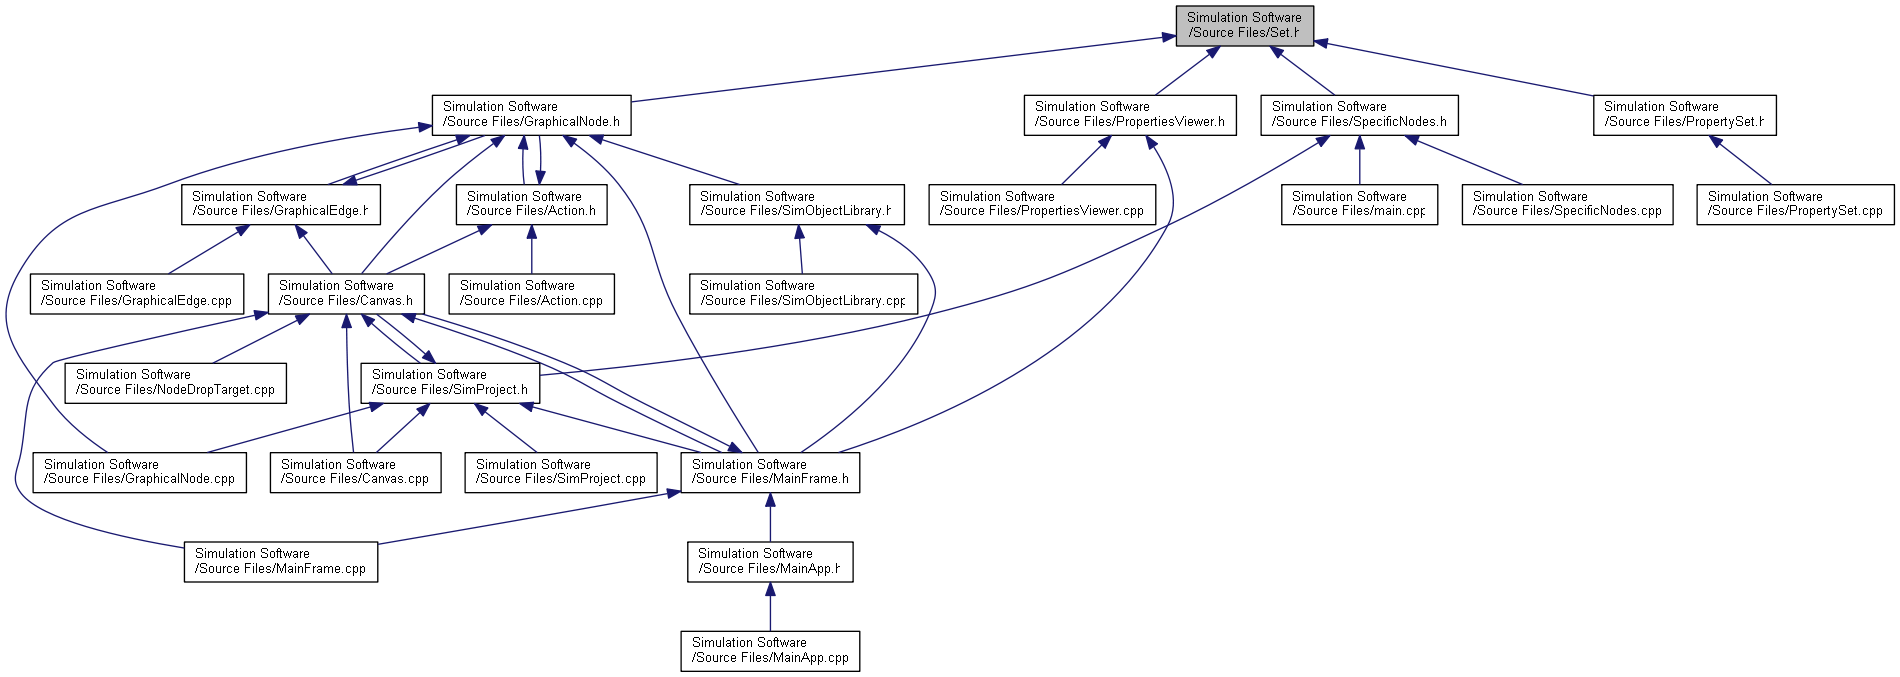 Simulation Software
/Source Files/Set.h
Simulation Software
/Source Files/GraphicalNode.h
Simulation Software
/Source Files/PropertiesViewer.h
Simulation Software
/Source Files/SpecificNodes.h
Simulation Software
/Source Files/PropertySet.h
Simulation Software
/Source Files/GraphicalEdge.h
Simulation Software
/Source Files/Action.h
Simulation Software
/Source Files/SimObjectLibrary.h
Simulation Software
/Source Files/PropertiesViewer.cpp
Simulation Software
/Source Files/main.cpp
Simulation Software
/Source Files/SpecificNodes.cpp
Simulation Software
/Source Files/PropertySet.cpp
Simulation Software
/Source Files/GraphicalEdge.cpp
Simulation Software
/Source Files/Canvas.h
Simulation Software
/Source Files/Action.cpp
Simulation Software
/Source Files/SimObjectLibrary.cpp
Simulation Software
/Source Files/NodeDropTarget.cpp
Simulation Software
/Source Files/SimProject.h
Simulation Software
/Source Files/GraphicalNode.cpp
Simulation Software
/Source Files/Canvas.cpp
Simulation Software
/Source Files/SimProject.cpp
Simulation Software
/Source Files/MainFrame.h
Simulation Software
/Source Files/MainFrame.cpp
Simulation Software
/Source Files/MainApp.h
Simulation Software
/Source Files/MainApp.cpp